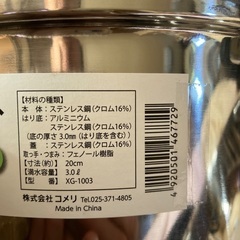 【材料の種類】
本体：ステンレス鋼（クロム16%）
はり底：アルミニウム
ステンレス鋼（クロム16%）
（底の厚さ3.0㎜（はり底を含む））
蓋：ステンレス鋼（クロム16%）
取っ手・つまみ：フェノール樹脂
【寸法（約）】 20cm
【満水容量】 3.0ℓ
【型番】 XG-1003
株式会社コメリ TEL.025-371-4805
Made in China
4920501467729